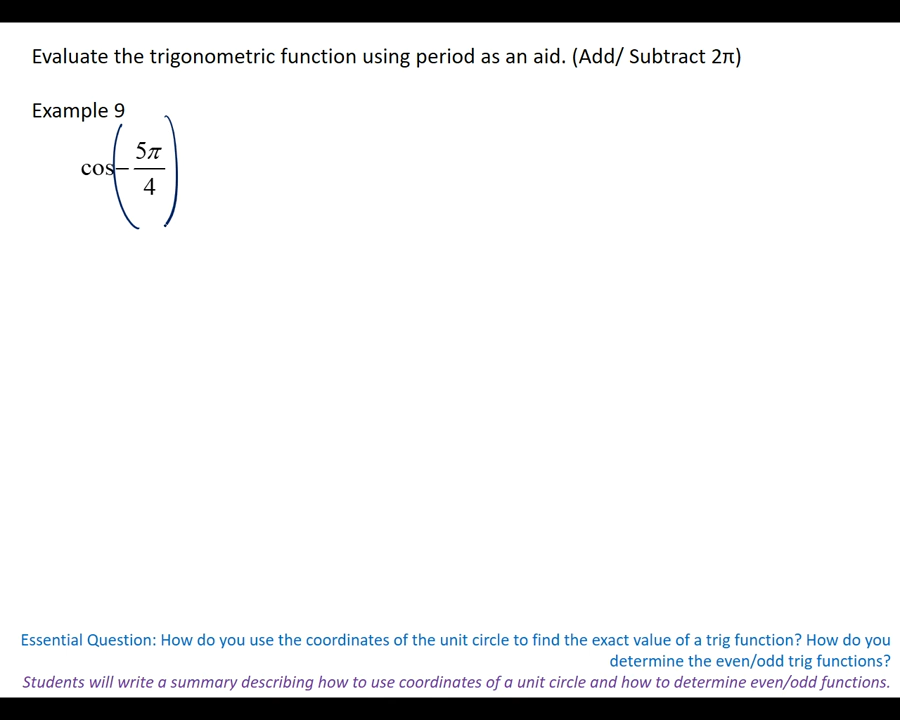 Evaluate the trigonometric function using period as an aid. (Add/ Subtract 2π)
Example 9
cos(-5π/4)
Essential Question: How do you use the coordinates of the unit circle to find the exact value of a trig function? How do you
determine the even/odd trig functions?
Students will write a summary describing how to use coordinates of a unit circle and how to determine even/odd functions.